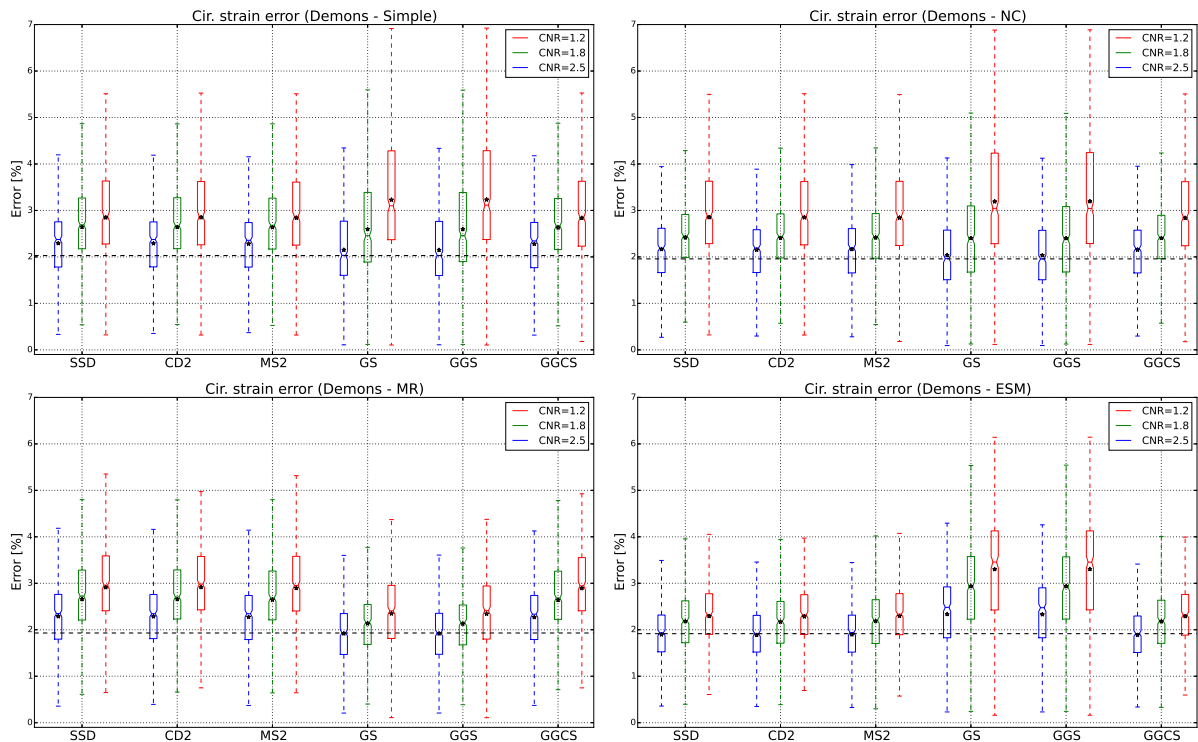 Cir. strain error (Demons - Simple)
Error [%]
7
6
5
4
3
2
1
0
CNR=1.2
CNR=1.8
CNR=2.5
SSD CD2 MS2 GS GGS GGCS
Cir. strain error (Demons - NC)
Error [%]
7
6
5
4
3
2
1
0
CNR=1.2
CNR=1.8
CNR=2.5
SSD CD2 MS2 GS GGS GGCS
Cir. strain error (Demons - MR)
Error [%]
7
6
5
4
3
2
1
0
CNR=1.2
CNR=1.8
CNR=2.5
SSD CD2 MS2 GS GGS GGCS
Cir. strain error (Demons - ESM)
Error [%]
7
6
5
4
3
2
1
0
CNR=1.2
CNR=1.8
CNR=2.5
SSD CD2 MS2 GS GGS GGCS